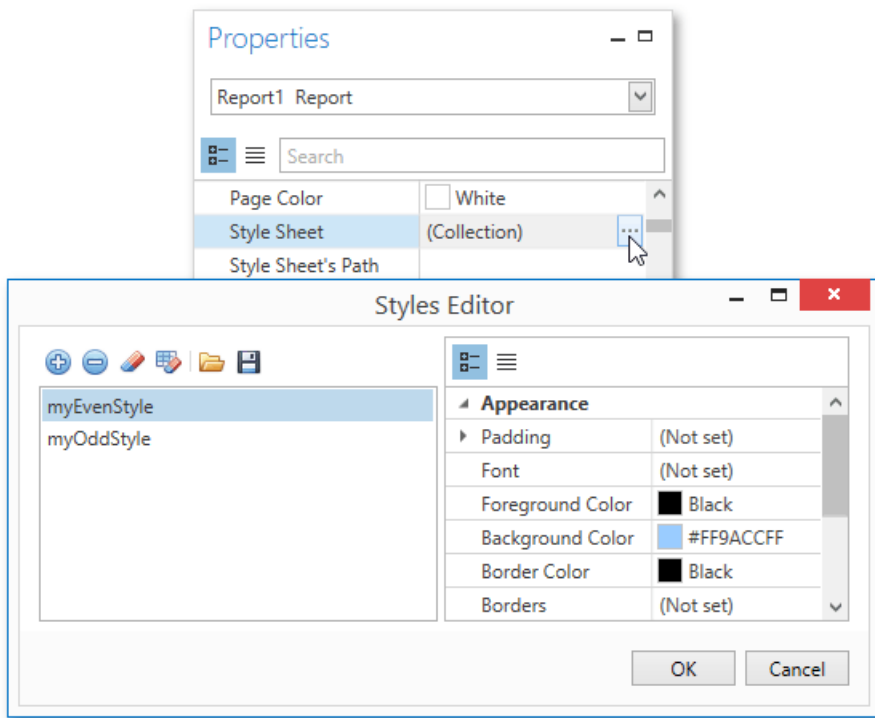 Properties
Report1 Report
Search
Page Color White
Style Sheet (Collection) ...
Style Sheet's Path
Styles Editor
myEvenStyle
myOddStyle
Appearance
Padding (Not set)
Font (Not set)
Foreground Color Black
Background Color #FF9ACCFF
Border Color Black
Borders (Not set)
OK Cancel